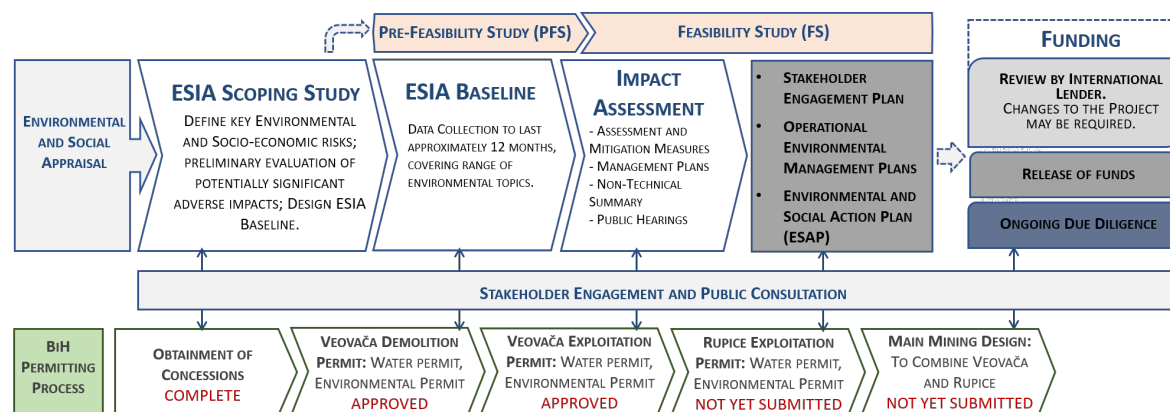 PRE-FEASIBILITY STUDY (PFS)
FEASIBILITY STUDY (FS)
FUNDING
ENVIRONMENTAL
AND SOCIAL
APPRAISAL
ESIA SCOPING STUDY
DEFINE KEY ENVIRONMENTAL
AND SOCIO-ECONOMIC RISKS;
PRELIMINARY EVALUATION OF
POTENTIALLY SIGNIFICANT
ADVERSE IMPACTS; DESIGN ESIA
BASELINE.
ESIA BASELINE
DATA COLLECTION TO LAST
APPROXIMATELY 12 MONTHS,
COVERING RANGE OF
ENVIRONMENTAL TOPICS.
IMPACT
ASSESSMENT
- ASSESSMENT AND
MITIGATION MEASURES
- MANAGEMENT PLANS
- NON-TECHNICAL
SUMMARY
- PUBLIC HEARINGS
• STAKEHOLDER
ENGAGEMENT PLAN
• OPERATIONAL
ENVIRONMENTAL
MANAGEMENT PLANS
• ENVIRONMENTAL AND
SOCIAL ACTION PLAN
(ESAP)
REVIEW BY INTERNATIONAL
LENDER.
CHANGES TO THE PROJECT
MAY BE REQUIRED.
RELEASE OF FUNDS
ONGOING DUE DILIGENCE
STAKEHOLDER ENGAGEMENT AND PUBLIC CONSULTATION
BIH
PERMITTING
PROCESS
OBTAINMENT OF
CONCESSIONS
COMPLETE
VEOVAČA DEMOLITION
PERMIT: WATER PERMIT,
ENVIRONMENTAL PERMIT
APPROVED
VEOVAČA EXPLOITATION
PERMIT: WATER PERMIT,
ENVIRONMENTAL PERMIT
APPROVED
RUPICE EXPLOITATION
PERMIT: WATER PERMIT,
ENVIRONMENTAL PERMIT
NOT YET SUBMITTED
MAIN MINING DESIGN:
TO COMBINE VEOVAČA
AND RUPICE
NOT YET SUBMITTED